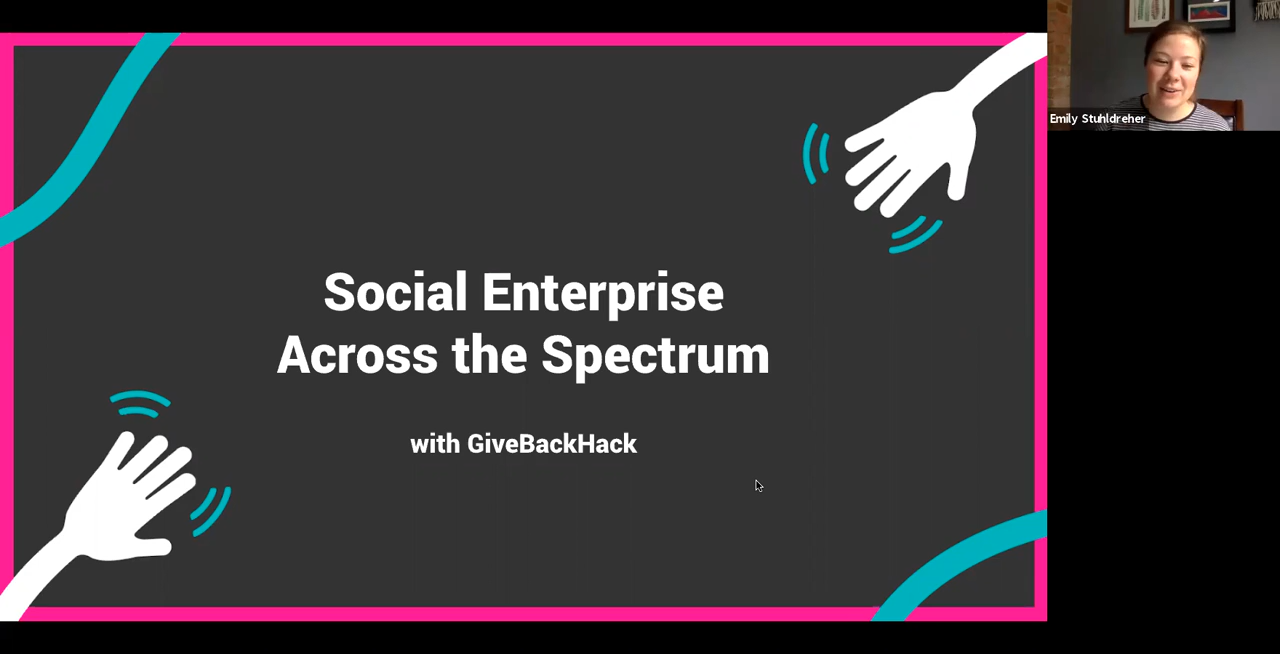 Social Enterprise
Across the Spectrum
with GiveBackHack
Emily Stuhldreher